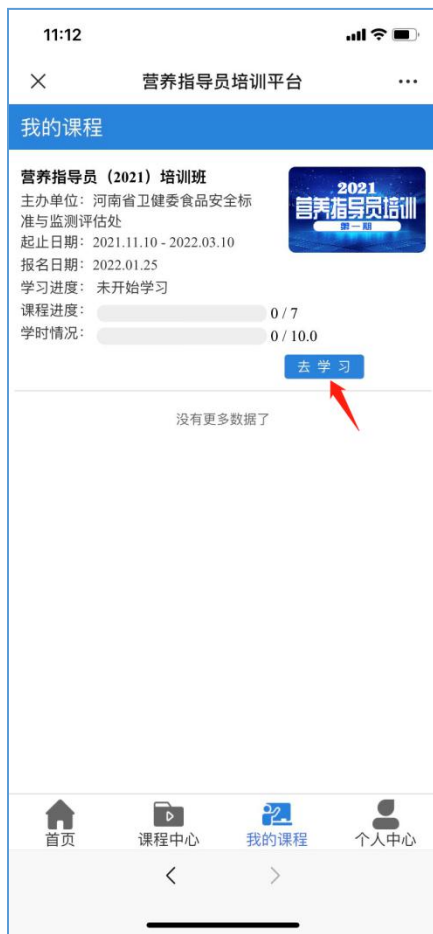 11:12
营养指导员培训平台
我的课程
营养指导员（2021）培训班
主办单位：河南省卫健委食品安全标
准与监测评估处
起止日期：2021.11.10 - 2022.03.10
报名日期：2022.01.25
学习进度：未开始学习
课程进度：0 / 7
学时情况：0 / 10.0
2021
营养指导员培训
第一期
去 学 习
没有更多数据了
首页
课程中心
我的课程
个人中心